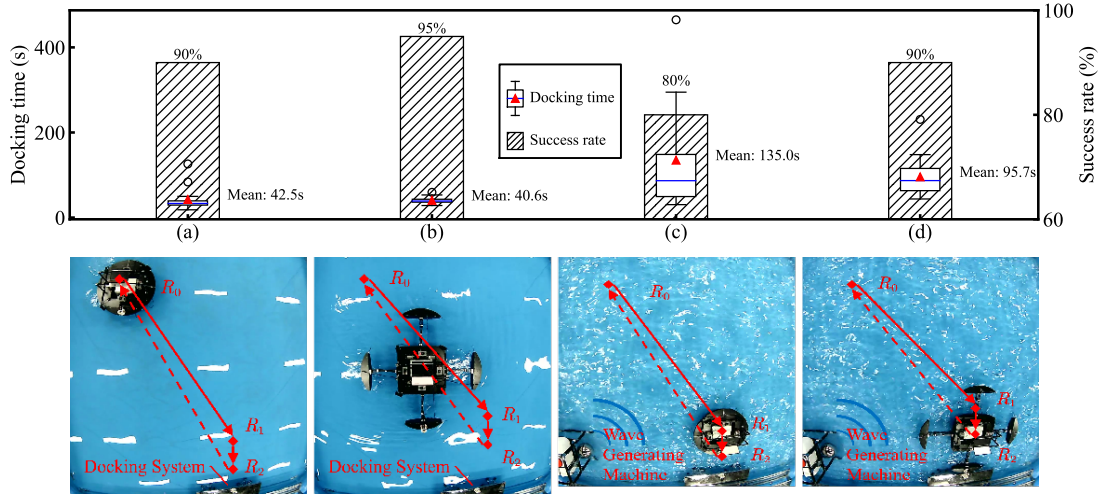 Docking time (s)
400
200
0
90%
95%
80%
90%
Docking time
Success rate
Mean: 42.5s
Mean: 40.6s
Mean: 135.0s
Mean: 95.7s
100
80
60
Success rate (%)
(a)
(b)
(c)
(d)
R0
R1
R2
Docking System
R0
R1
R2
Docking System
R0
R1
R2
Wave
Generating
Machine
R0
R1
R2
Wave
Generating
Machine